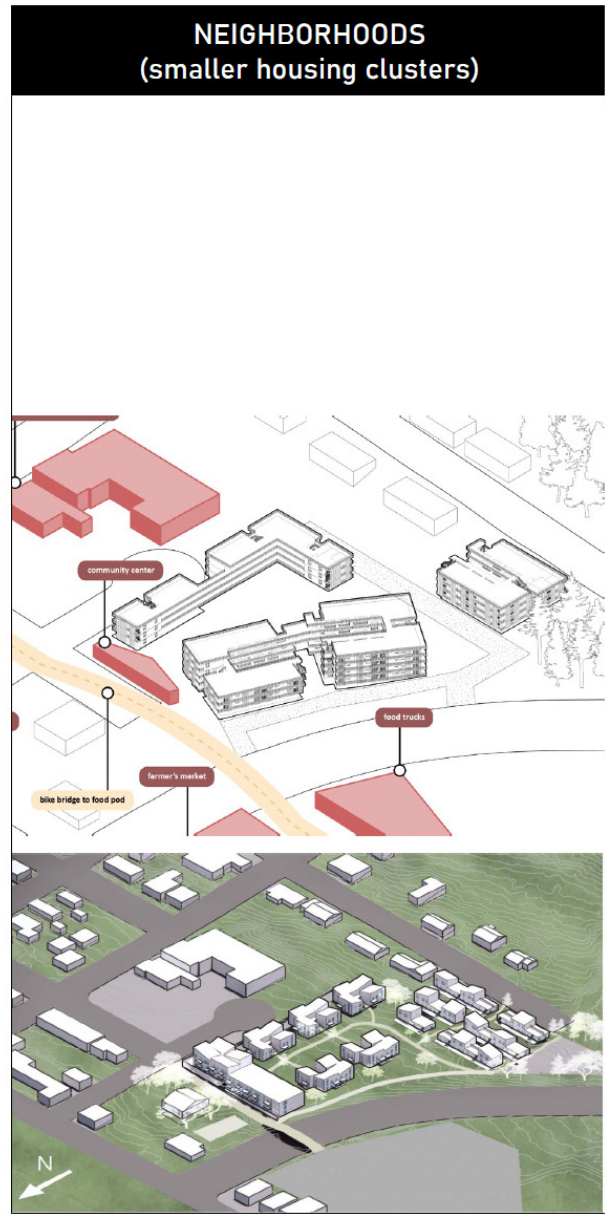 NEIGHBORHOODS
(smaller housing clusters)
community center
food trucks
farmer's market
bike bridge to food pod
N